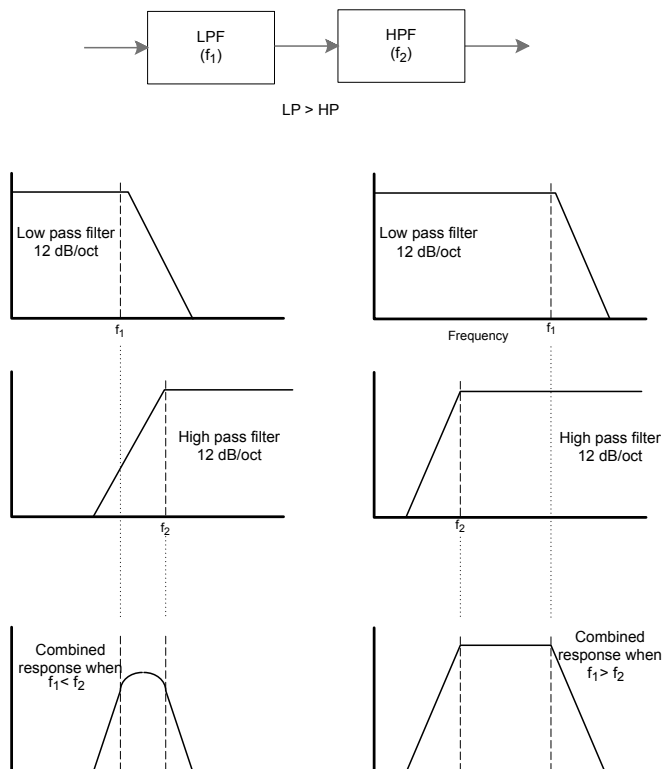 LPF
(f₁)
HPF
(f₂)
LP > HP
Low pass filter
12 dB/oct
f₁
Low pass filter
12 dB/oct
Frequency
f₁
High pass filter
12 dB/oct
f₂
High pass filter
12 dB/oct
f₂
Combined
response when
f₁< f₂
Combined
response when
f₁> f₂